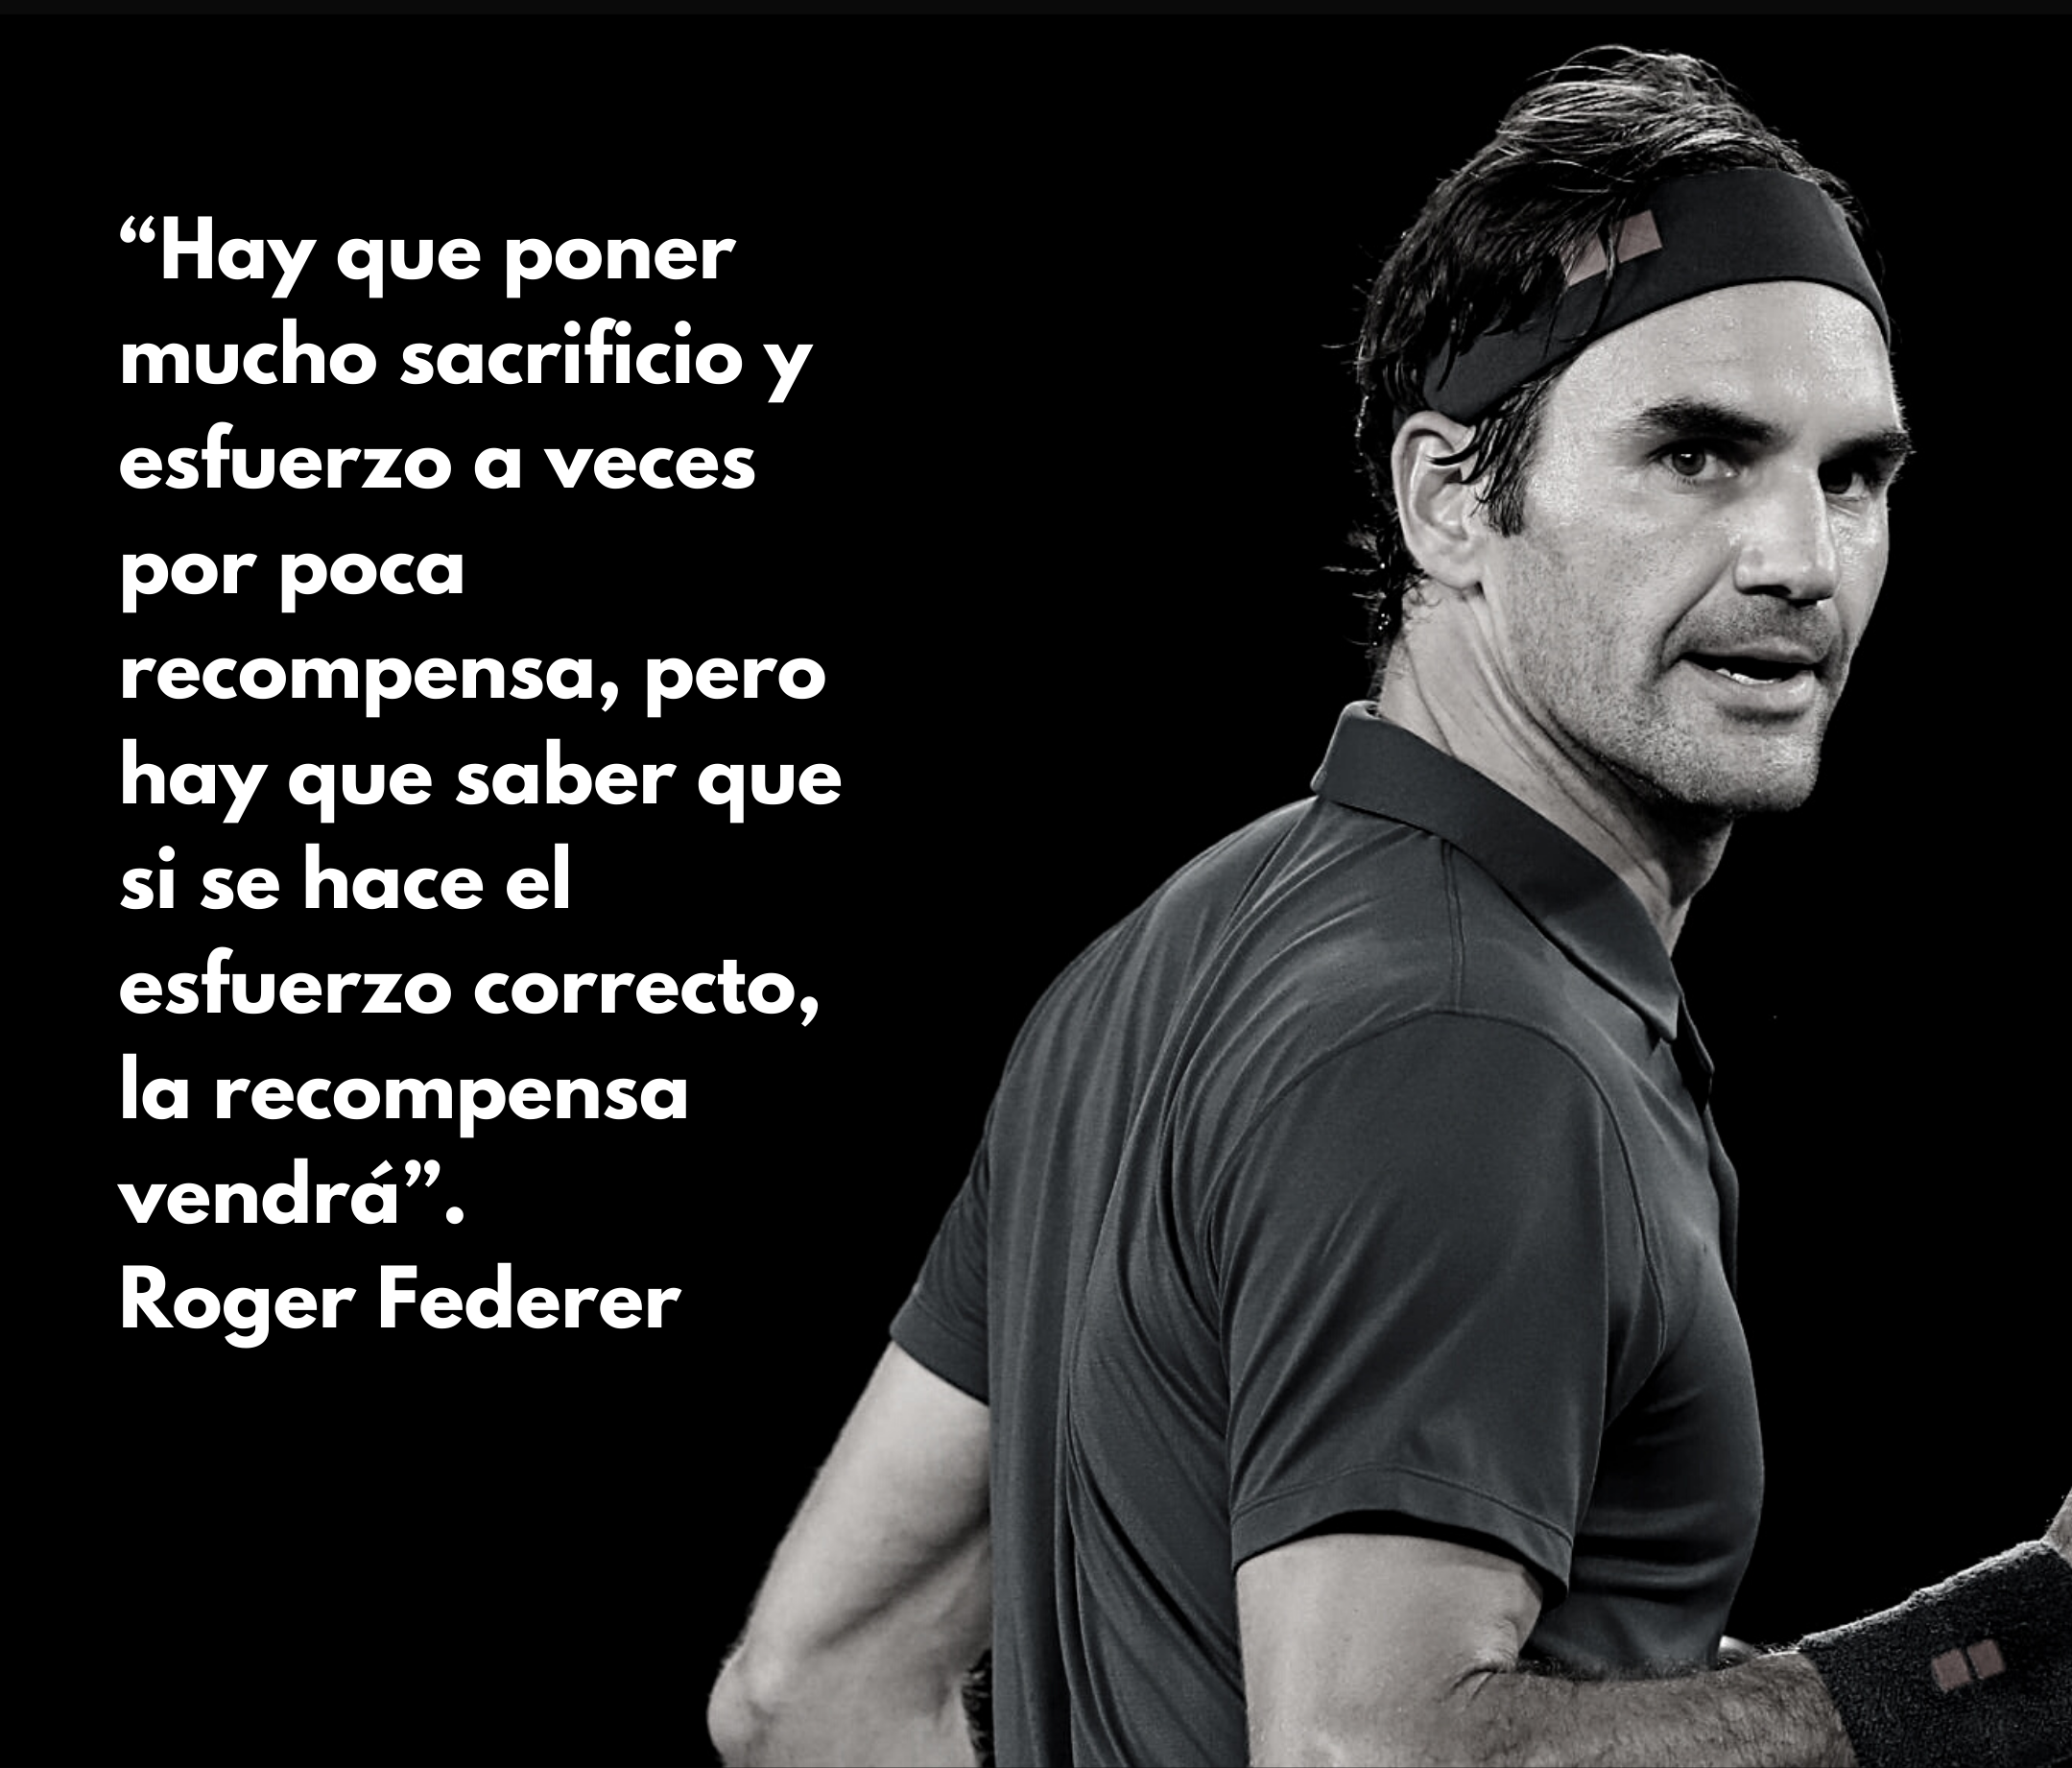 “Hay que poner
mucho sacrificio y
esfuerzo a veces
por poca
recompensa, pero
hay que saber que
si se hace el
esfuerzo correcto,
la recompensa
vendrá”.
Roger Federer